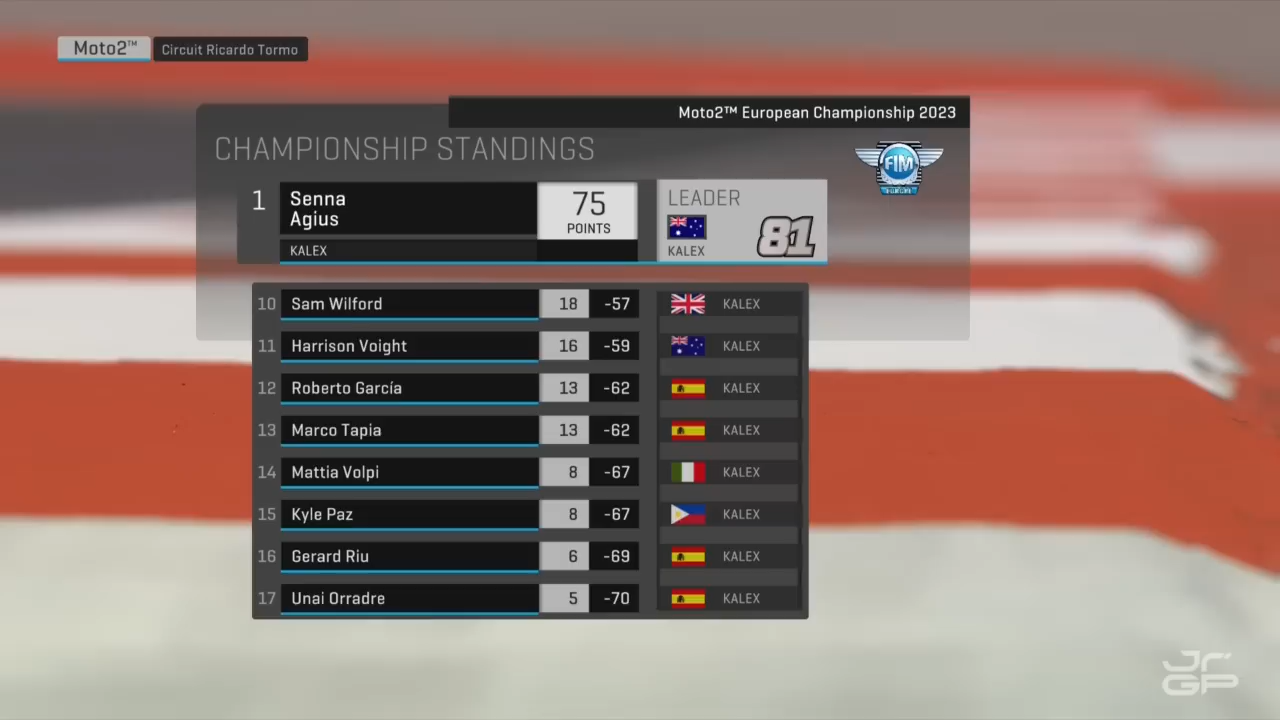 Moto2™ Circuit Ricardo Tormo
Moto2™ European Championship 2023
CHAMPIONSHIP STANDINGS
FIM
1 Senna Agius 75 POINTS LEADER
KALEX KALEX 81
10 Sam Wilford 18 -57 KALEX
11 Harrison Voight 16 -59 KALEX
12 Roberto García 13 -62 KALEX
13 Marco Tapia 13 -62 KALEX
14 Mattia Volpi 8 -67 KALEX
15 Kyle Paz 8 -67 KALEX
16 Gerard Riu 6 -69 KALEX
17 Unai Orradre 5 -70 KALEX
Jr
GP